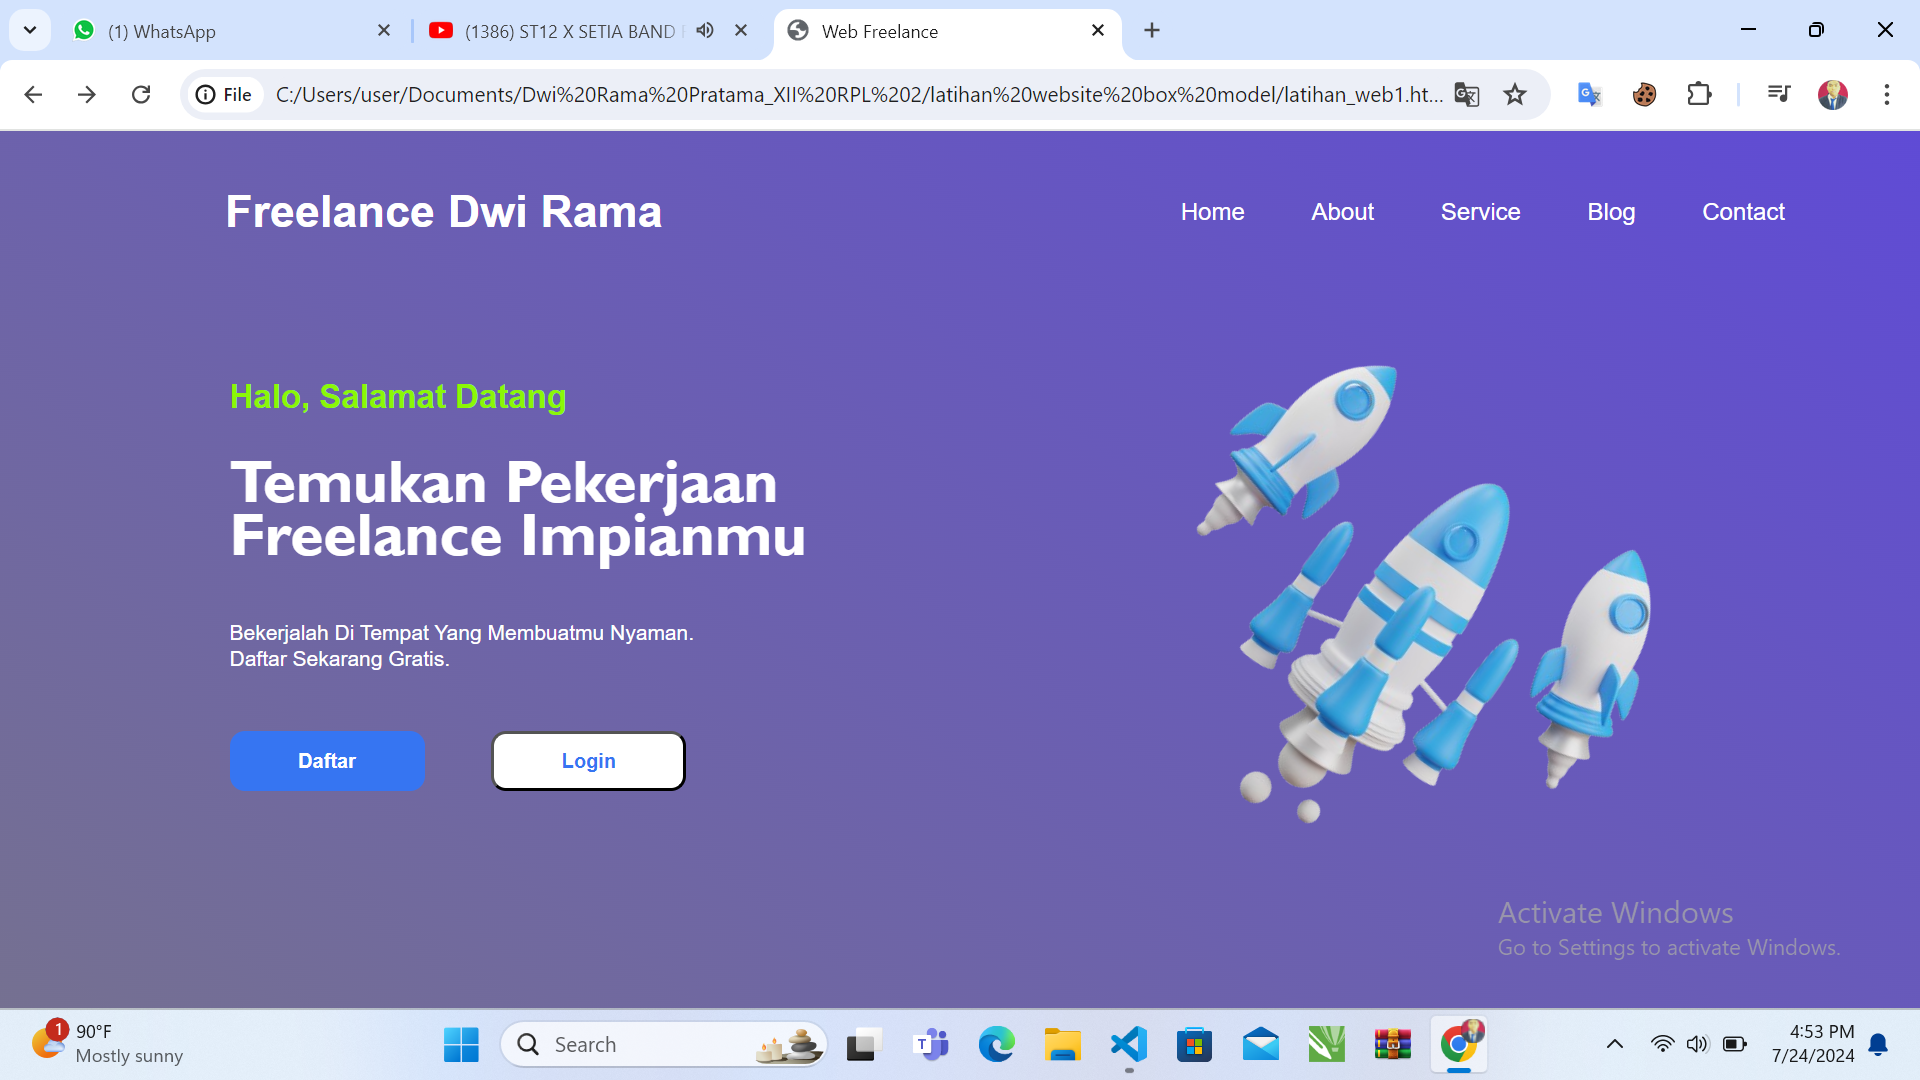 (1) WhatsApp
(1386) ST12 X SETIA BAND
Web Freelance
File
C:/Users/user/Documents/Dwi%20Rama%20Pratama_XII%20RPL%202/latihan%20website%20box%20model/latihan_web1.ht...
Freelance Dwi Rama
Home
About
Service
Blog
Contact
Halo, Salamat Datang
Temukan Pekerjaan
Freelance Impianmu
Bekerjalah Di Tempat Yang Membuatmu Nyaman.
Daftar Sekarang Gratis.
Daftar
Login
Activate Windows
Go to Settings to activate Windows.
1
90°F
Mostly sunny
Search
4:53 PM
7/24/2024